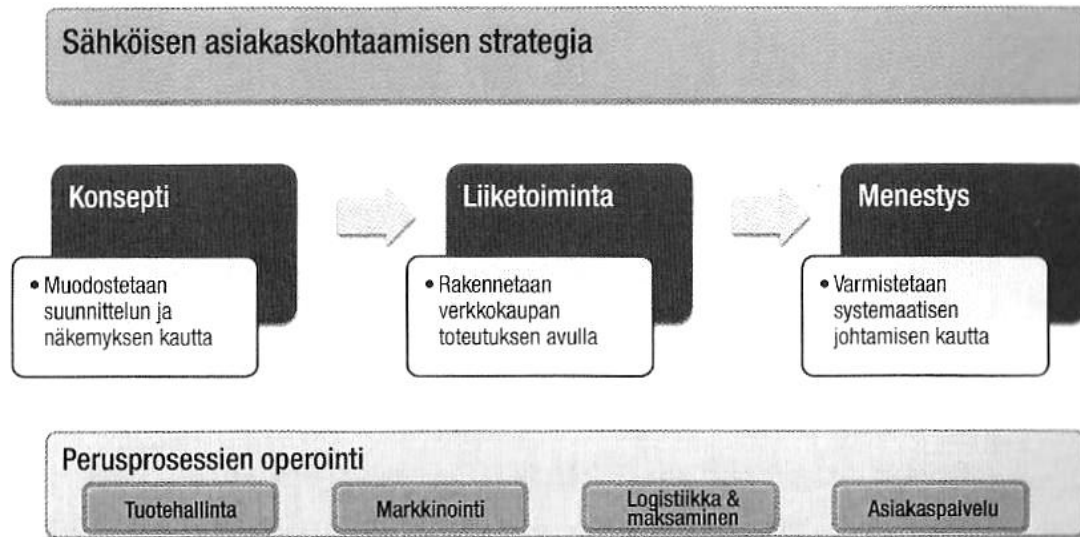 Sähköisen asiakaskohtaamisen strategia
Konsepti
• Muodostetaan
suunnittelun ja
näkemyksen kautta
Liiketoiminta
• Rakennetaan
verkkokaupan
toteutuksen avulla
Menestys
• Varmistetaan
systemaattisen
johtamisen kautta
Perusprosessien operointi
Tuotehallinta
Markkinointi
Logistiikka &
maksaminen
Asiakaspalvelu